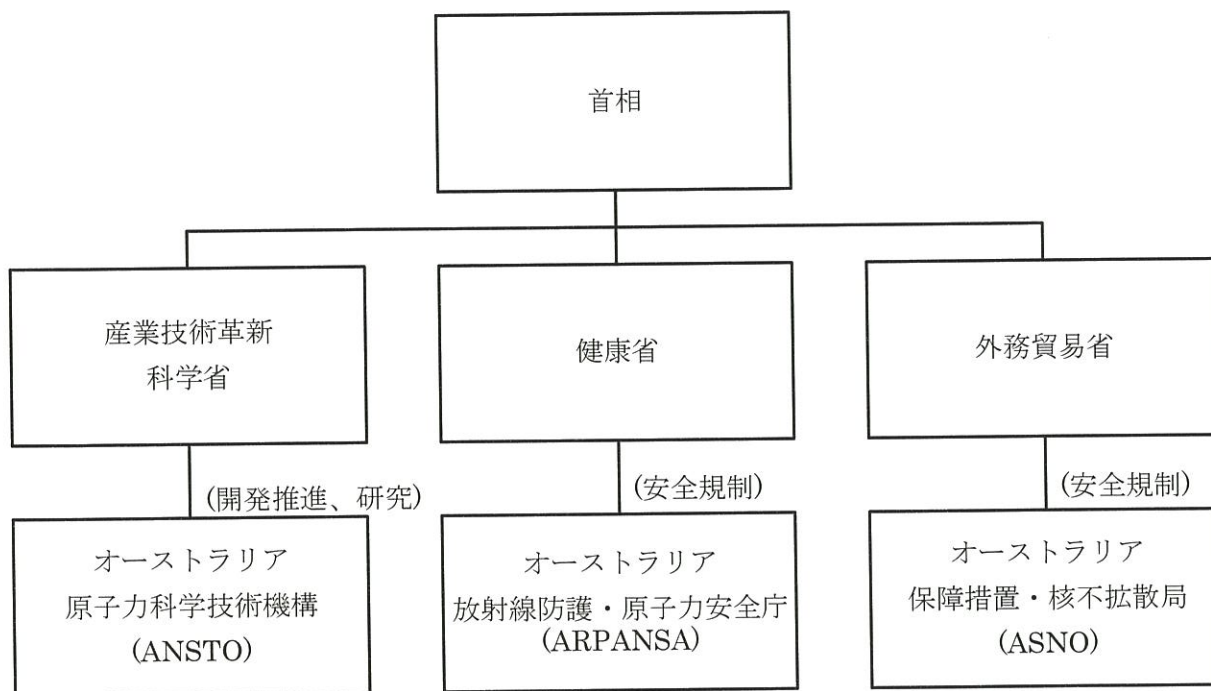 首相
産業技術革新
科学省
健康省
外務貿易省
(開発推進、研究)
(安全規制)
(安全規制)
オーストラリア
原子力科学技術機構
(ANSTO)
オーストラリア
放射線防護・原子力安全庁
(ARPANSA)
オーストラリア
保障措置・核不拡散局
(ASNO)